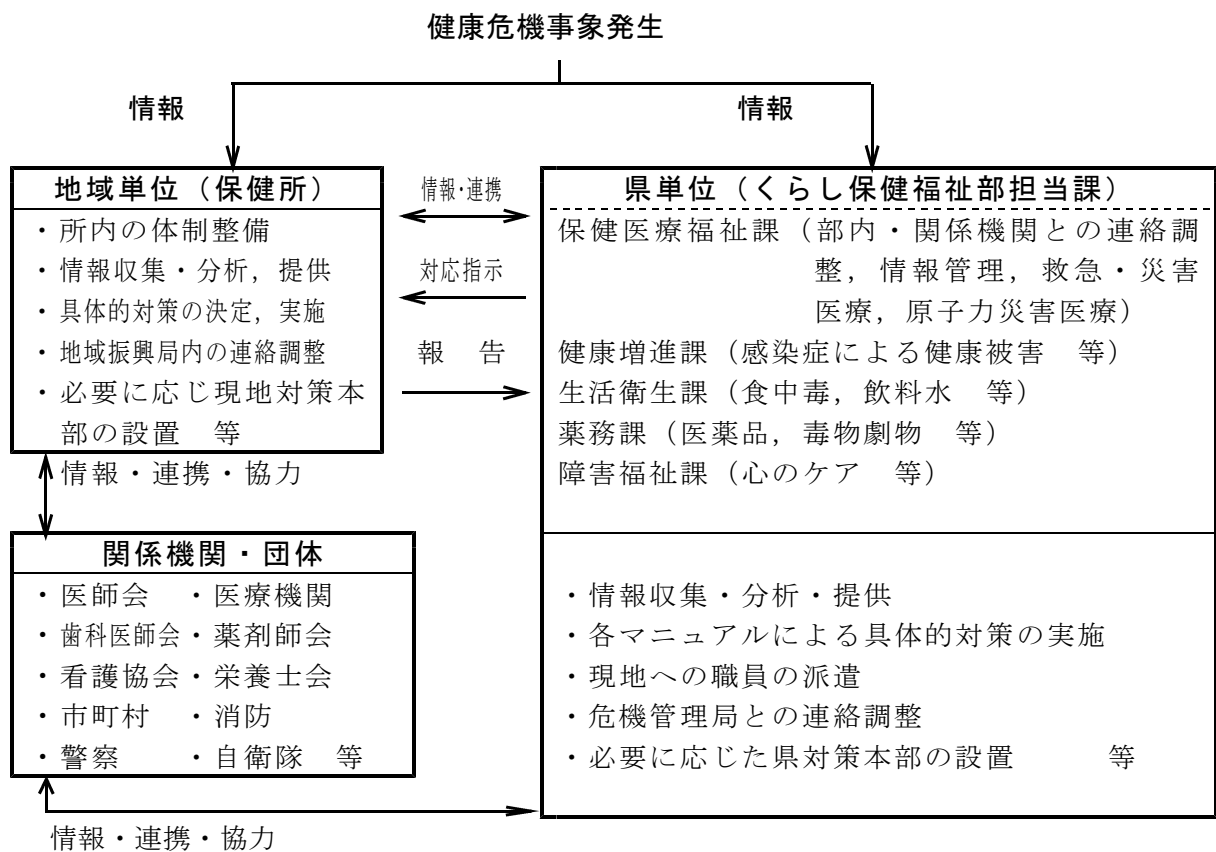 健康危機事象発生
情報
情報
地域単位（保健所）
・所内の体制整備
・情報収集・分析，提供
・具体的対策の決定，実施
・地域振興局内の連絡調整
・必要に応じ現地対策本
部の設置　等
情報・連携
対応指示
報　告
県単位（くらし保健福祉部担当課）
保健医療福祉課（部内・関係機関との連絡調
整，情報管理，救急・災害
医療，原子力災害医療）
健康増進課（感染症による健康被害　等）
生活衛生課（食中毒，飲料水　等）
薬務課（医薬品，毒物劇物　等）
障害福祉課（心のケア　等）
情報・連携・協力
関係機関・団体
・医師会　・医療機関
・歯科医師会・薬剤師会
・看護協会・栄養士会
・市町村　・消防
・警察　・自衛隊　等
・情報収集・分析・提供
・各マニュアルによる具体的対策の実施
・現地への職員の派遣
・危機管理局との連絡調整
・必要に応じた県対策本部の設置　等
情報・連携・協力